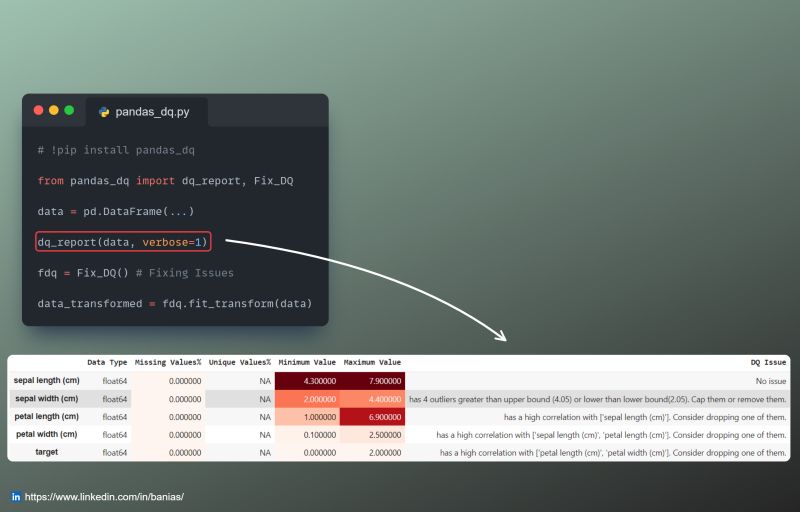 pandas_dq.py
# !pip install pandas_dq
from pandas_dq import dq_report, Fix_DQ
data = pd.DataFrame(...)
dq_report(data, verbose=1)
fdq = Fix_DQ() # Fixing Issues
data_transformed = fdq.fit_transform(data)
Data Type Missing Values% Unique Values% Minimum Value Maximum Value DQ Issue
sepal length (cm) float64 0.000000 NA 4.300000 7.900000 No issue
sepal width (cm) float64 0.000000 NA 2.000000 4.400000 has 4 outliers greater than upper bound (4.05) or lower than lower bound(2.05). Cap them or remove them.
petal length (cm) float64 0.000000 NA 1.000000 6.900000 has a high correlation with ['sepal length (cm)']. Consider dropping one of them.
petal width (cm) float64 0.000000 NA 0.100000 2.500000 has a high correlation with ['sepal length (cm)', 'petal length (cm)']. Consider dropping one of them.
target float64 0.000000 NA 0.000000 2.000000 has a high correlation with ['petal length (cm)', 'petal width (cm)']. Consider dropping one of them.
in https://www.linkedin.com/in/banias/